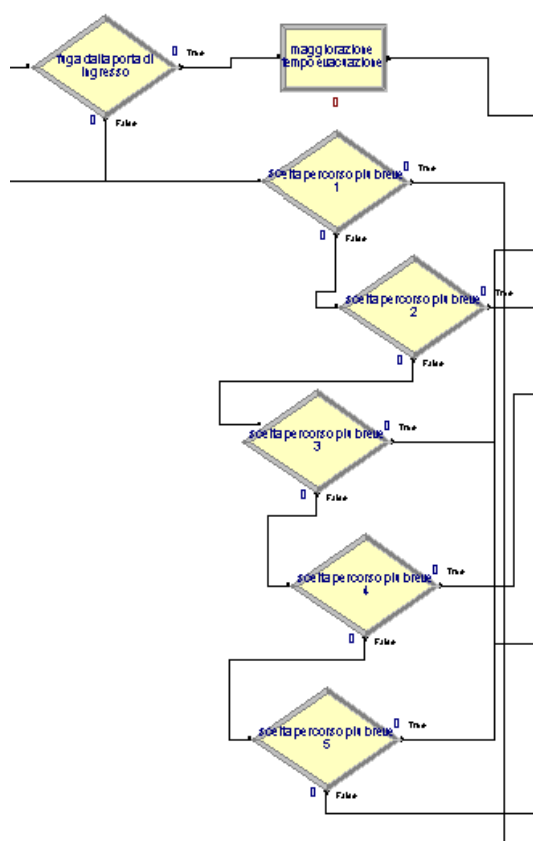 fuga dalla porta di
ingresso
0 True
0 False
maggiorazione
tempo evacuazione
0
scelta percorso più breve
1
0 True
0 False
scelta percorso più breve
2
0 True
0 False
scelta percorso più breve
3
0 True
0 False
scelta percorso più breve
4
0 True
0 False
scelta percorso più breve
5
0 True
0 False